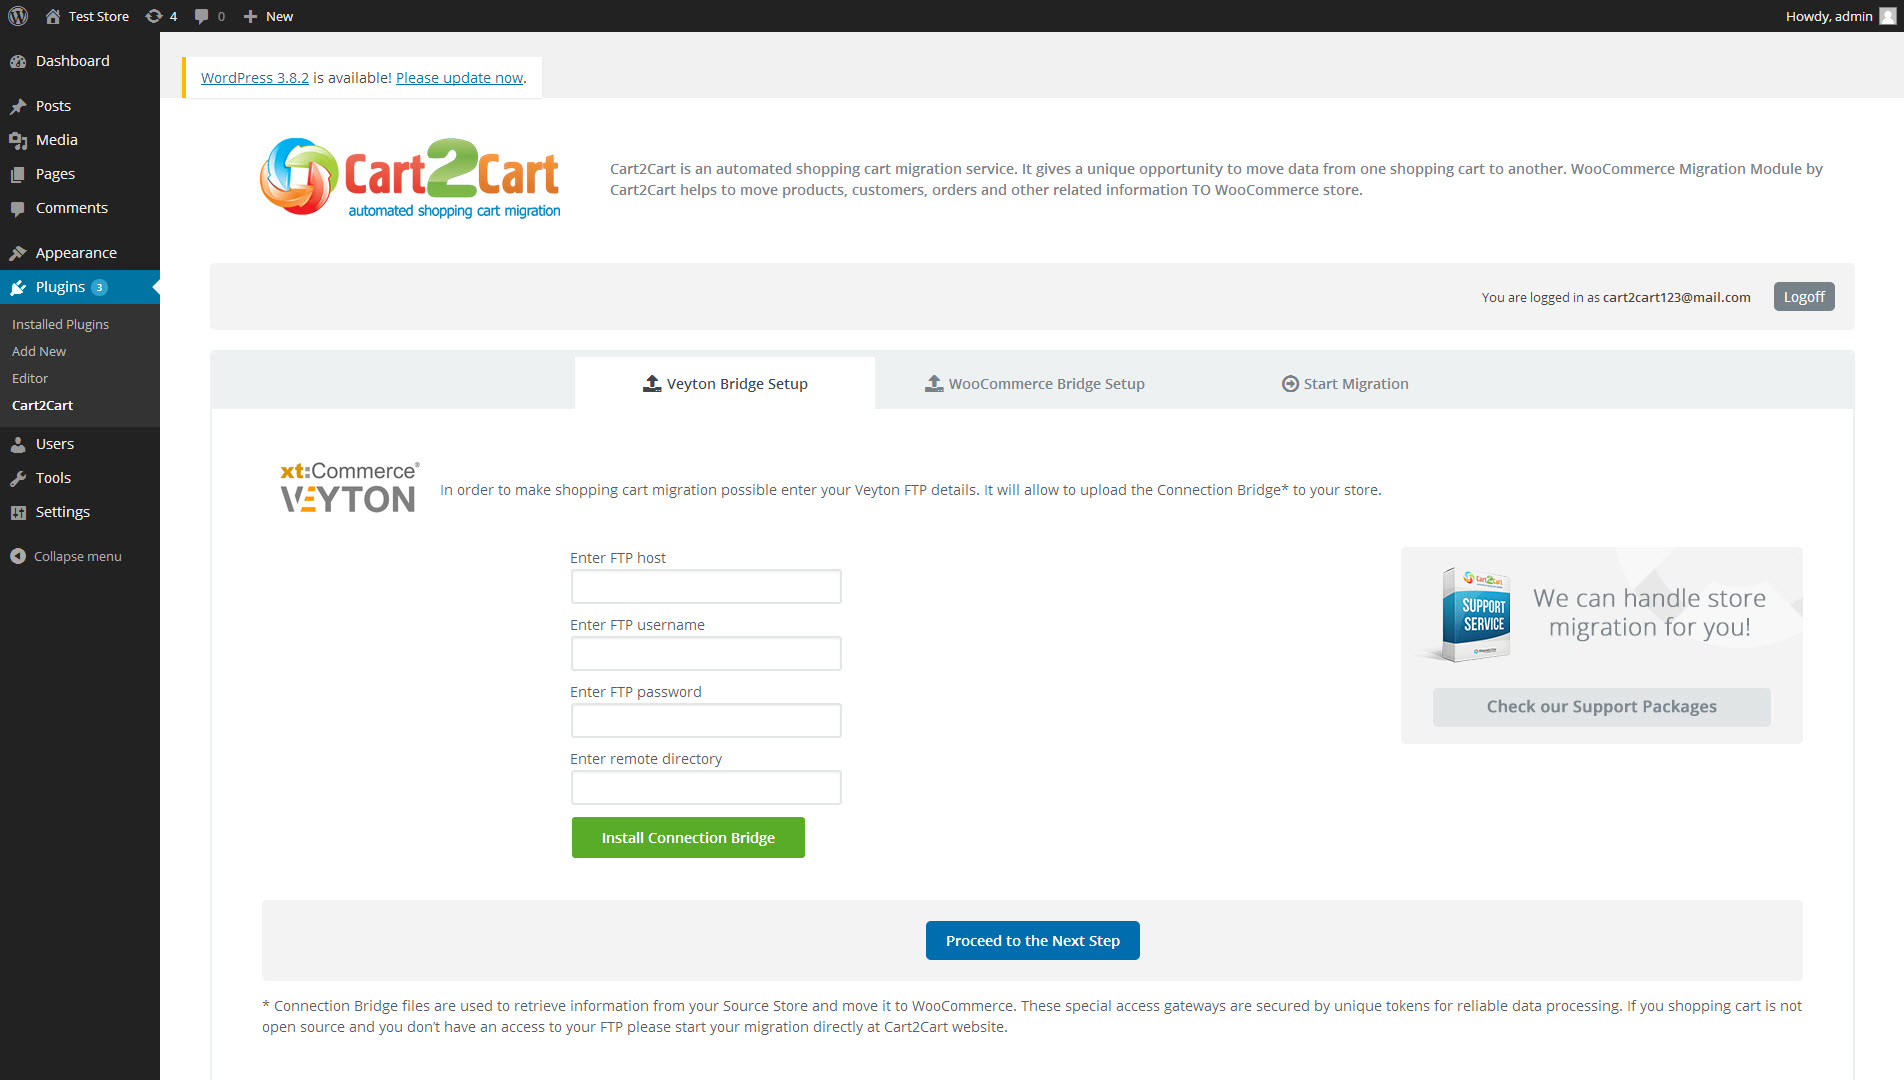 Test Store 4 0 New Howdy, admin
Dashboard
Posts
Media
Pages
Comments
Appearance
Plugins 3
Installed Plugins
Add New
Editor
Cart2Cart
Users
Tools
Settings
Collapse menu
WordPress 3.8.2 is available! Please update now.
Cart2Cart
automated shopping cart migration
Cart2Cart is an automated shopping cart migration service. It gives a unique opportunity to move data from one shopping cart to another. WooCommerce Migration Module by
Cart2Cart helps to move products, customers, orders and other related information TO WooCommerce store.
You are logged in as cart2cart123@mail.com Logoff
Veyton Bridge Setup WooCommerce Bridge Setup Start Migration
xt:Commerce®
VEYTON
In order to make shopping cart migration possible enter your Veyton FTP details. It will allow to upload the Connection Bridge* to your store.
Enter FTP host
Enter FTP username
Enter FTP password
Enter remote directory
Install Connection Bridge
Cart2Cart
SUPPORT
SERVICE
We can handle store
migration for you!
Check our Support Packages
Proceed to the Next Step
* Connection Bridge files are used to retrieve information from your Source Store and move it to WooCommerce. These special access gateways are secured by unique tokens for reliable data processing. If you shopping cart is not
open source and you don't have an access to your FTP please start your migration directly at Cart2Cart website.